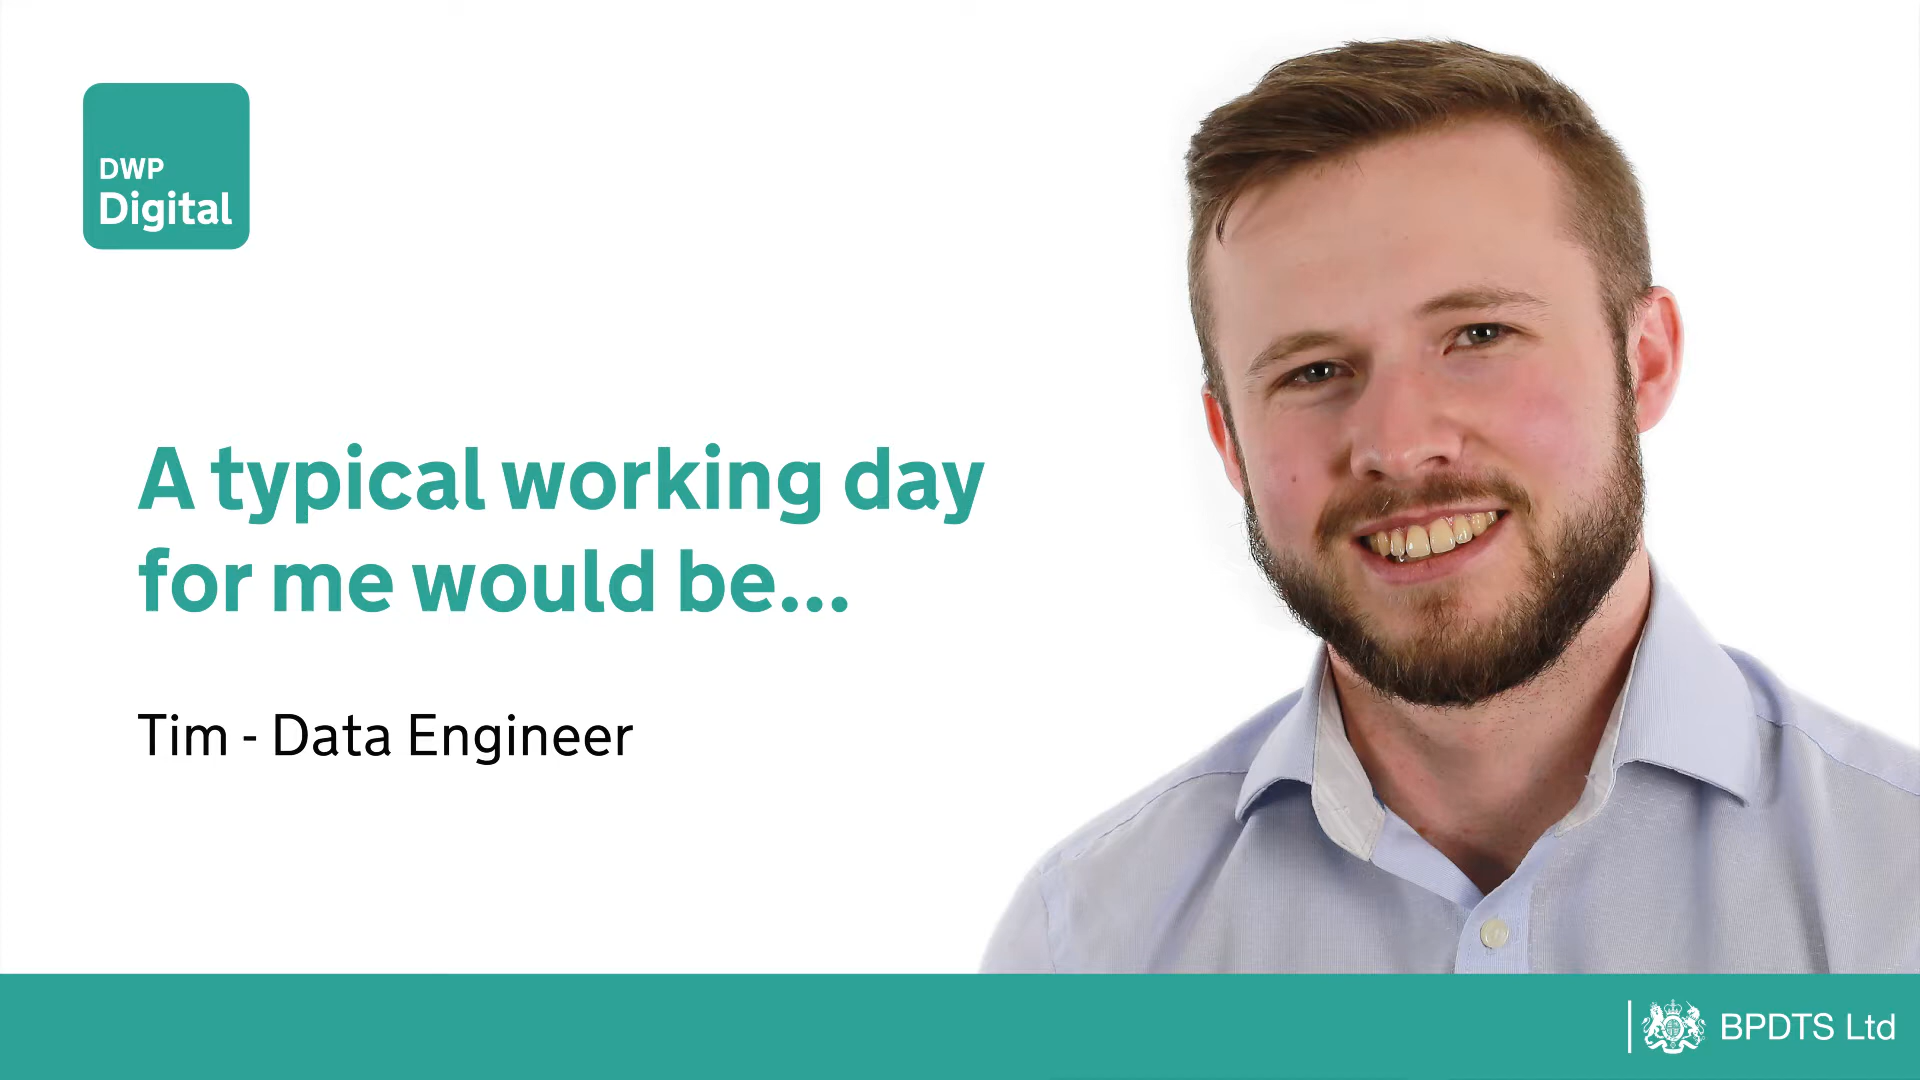 DWP
Digital
A typical working day
for me would be...
Tim - Data Engineer
BPDTS Ltd